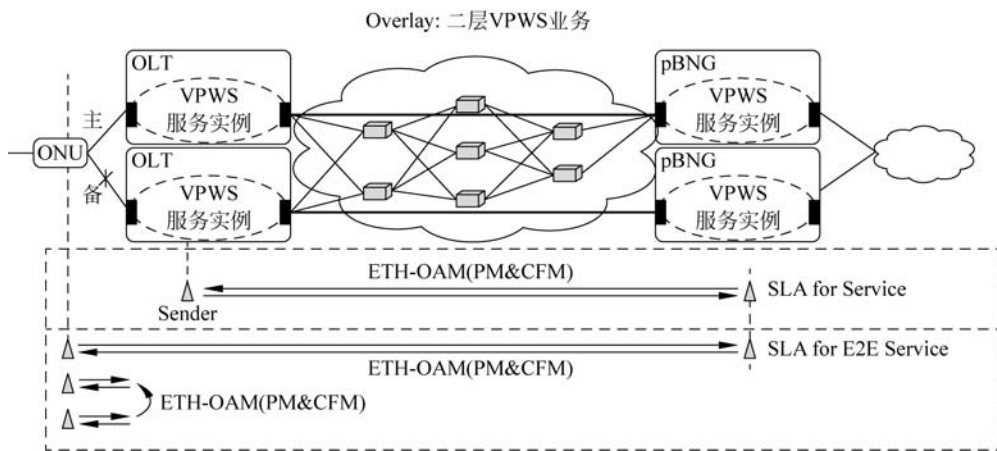 Overlay: 二层VPWS业务
OLT
pBNG
VPWS
服务实例
VPWS
服务实例
主
ONU
OLT
pBNG
备
VPWS
服务实例
VPWS
服务实例
ETH-OAM(PM&CFM)
SLA for Service
Sender
SLA for E2E Service
ETH-OAM(PM&CFM)
ETH-OAM(PM&CFM)